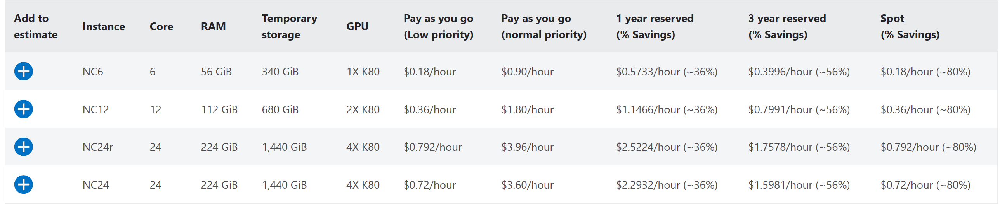 Add to estimate Instance Core RAM Temporary storage GPU Pay as you go (Low priority) Pay as you go (normal priority) 1 year reserved (% Savings) 3 year reserved (% Savings) Spot (% Savings)
NC6 6 56 GiB 340 GiB 1X K80 $0.18/hour $0.90/hour $0.5733/hour (~36%) $0.3996/hour (~56%) $0.18/hour (~80%)
NC12 12 112 GiB 680 GiB 2X K80 $0.36/hour $1.80/hour $1.1466/hour (~36%) $0.7991/hour (~56%) $0.36/hour (~80%)
NC24r 24 224 GiB 1,440 GiB 4X K80 $0.792/hour $3.96/hour $2.5224/hour (~36%) $1.7578/hour (~56%) $0.792/hour (~80%)
NC24 24 224 GiB 1,440 GiB 4X K80 $0.72/hour $3.60/hour $2.2932/hour (~36%) $1.5981/hour (~56%) $0.72/hour (~80%)